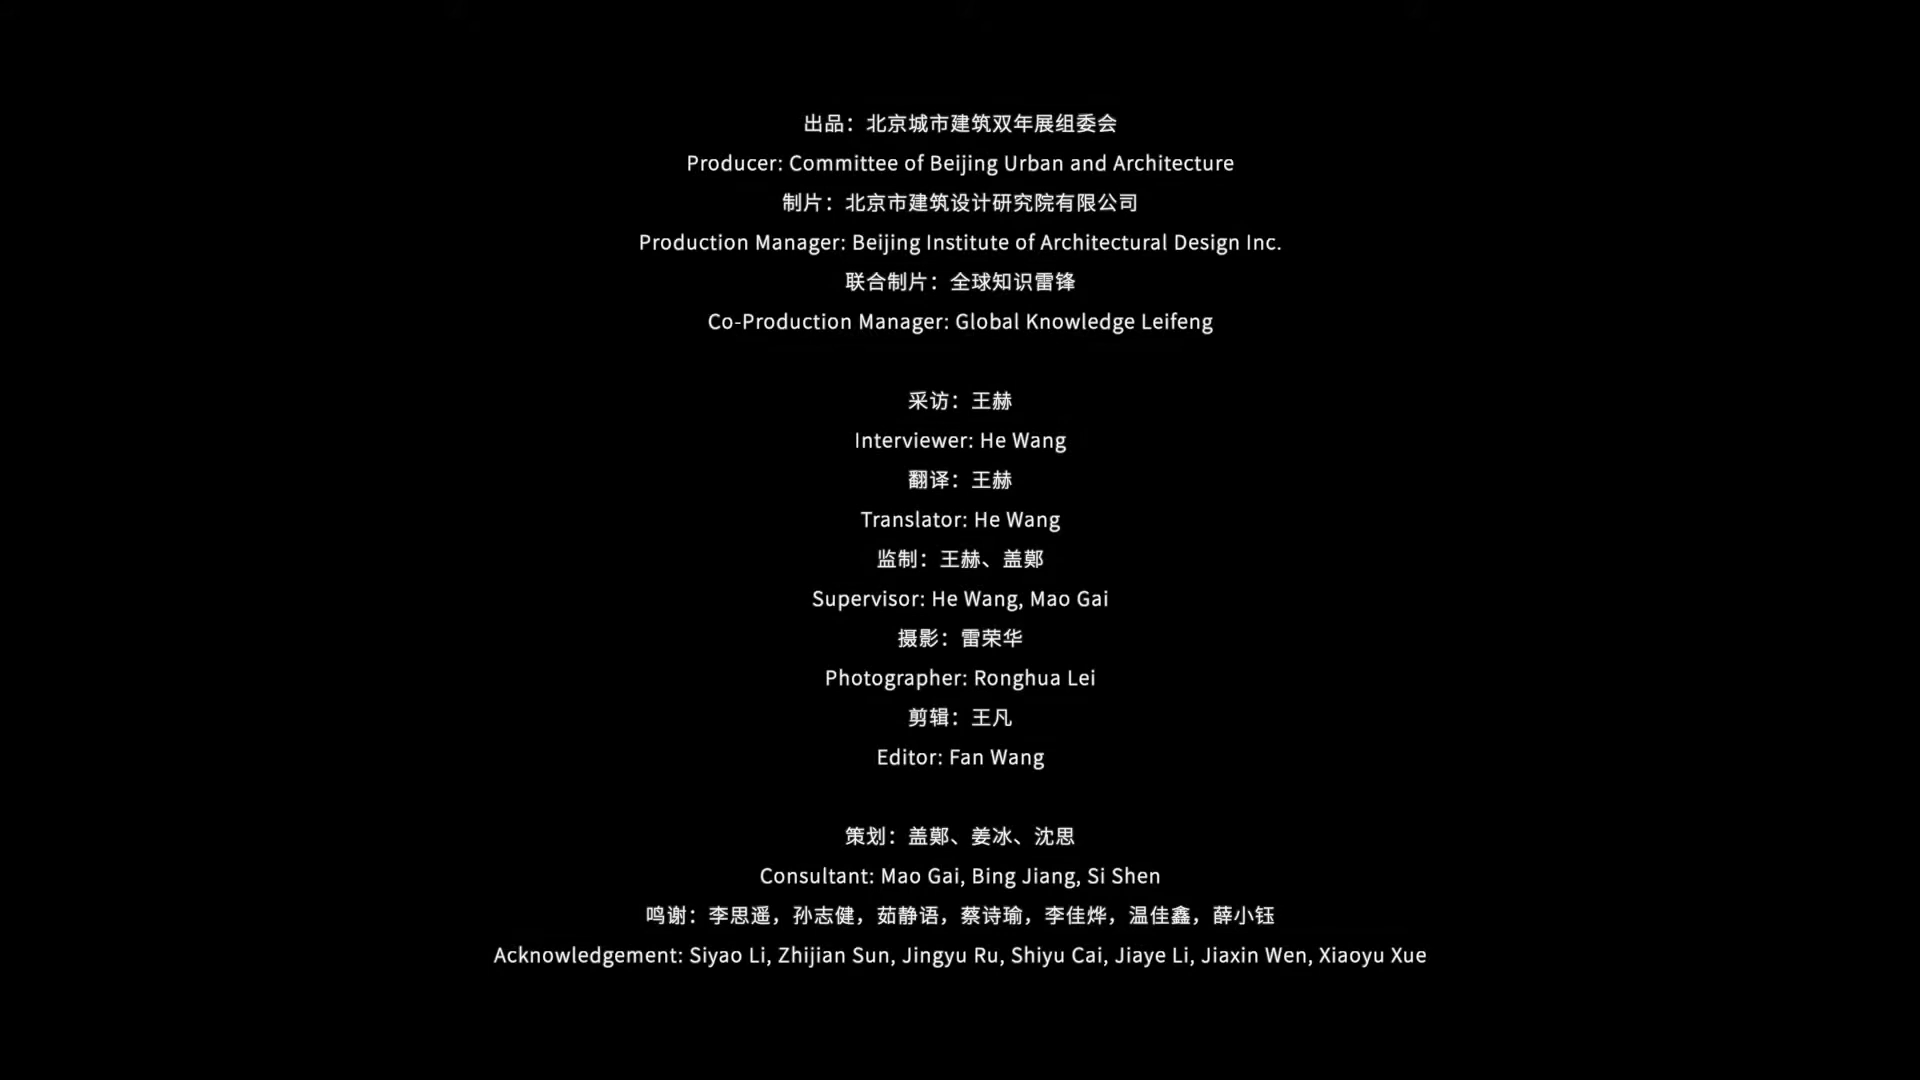 出品：北京城市建筑双年展组委会
Producer: Committee of Beijing Urban and Architecture
制片：北京市建筑设计研究院有限公司
Production Manager: Beijing Institute of Architectural Design Inc.
联合制片：全球知识雷锋
Co-Production Manager: Global Knowledge Leifeng
采访：王赫
Interviewer: He Wang
翻译：王赫
Translator: He Wang
监制：王赫、盖鄚
Supervisor: He Wang, Mao Gai
摄影：雷荣华
Photographer: Ronghua Lei
剪辑：王凡
Editor: Fan Wang
策划：盖鄚、姜冰、沈思
Consultant: Mao Gai, Bing Jiang, Si Shen
鸣谢：李思遥，孙志健，茹静语，蔡诗瑜，李佳烨，温佳鑫，薛小钰
Acknowledgement: Siyao Li, Zhijian Sun, Jingyu Ru, Shiyu Cai, Jiaye Li, Jiaxin Wen, Xiaoyu Xue